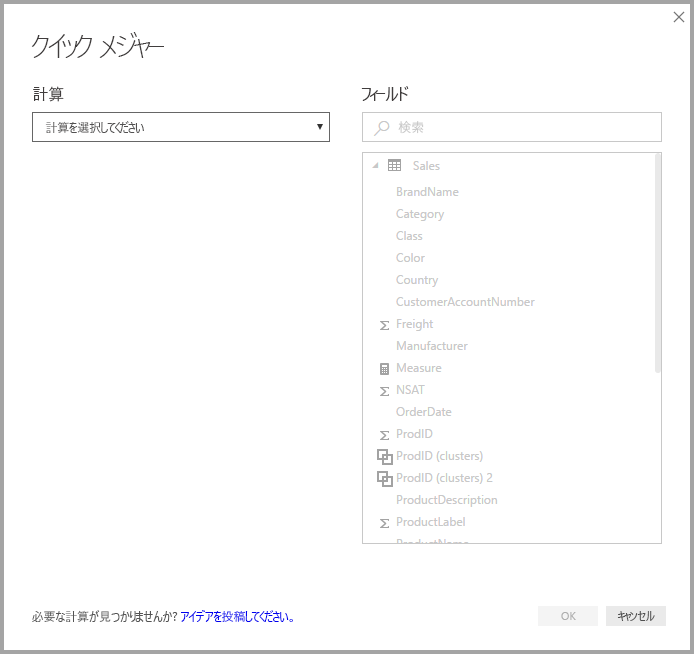 クイック メジャー
計算
計算を選択してください
フィールド
検索
Sales
BrandName
Category
Class
Color
Country
CustomerAccountNumber
Freight
Manufacturer
Measure
NSAT
OrderDate
ProdID
ProdID (clusters)
ProdID (clusters) 2
ProductDescription
ProductLabel
ProductName
必要な計算が見つかりませんか? アイデアを投稿してください。
OK
キャンセル